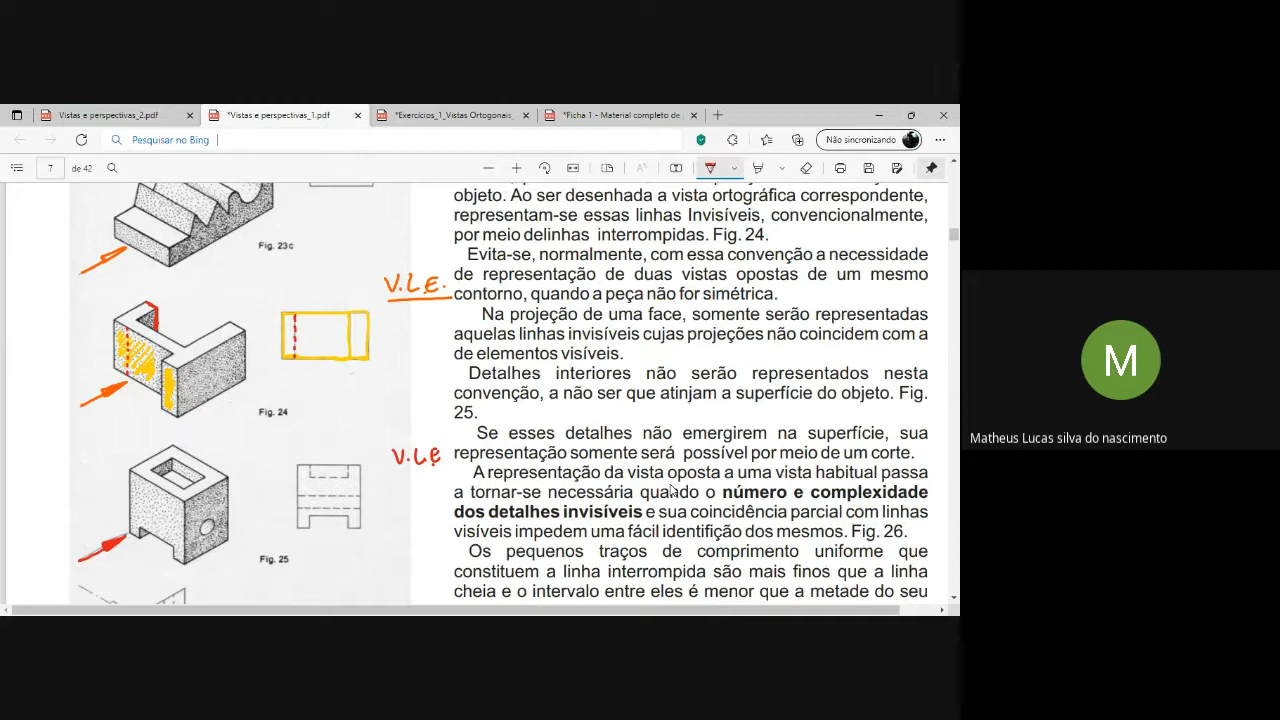 Vistas e perspectivas_2.pdf
*Vistas e perspectivas_1.pdf
*Exercícios_1_Vistas Ortogonais_
*Ficha 1 - Material completo de
Pesquisar no Bing
Não sincronizando
7 de 42
objeto. Ao ser desenhada a vista ortográfica correspondente,
representam-se essas linhas Invisíveis, convencionalmente,
por meio delinhas interrompidas. Fig. 24.
Evita-se, normalmente, com essa convenção a necessidade
de representação de duas vistas opostas de um mesmo
contorno, quando a peça não for simétrica.
Na projeção de uma face, somente serão representadas
aquelas linhas invisíveis cujas projeções não coincidem com a
de elementos visíveis.
Detalhes interiores não serão representados nesta
convenção, a não ser que atinjam a superfície do objeto. Fig.
25.
Se esses detalhes não emergirem na superfície, sua
representação somente será possível por meio de um corte.
A representação da vista oposta a uma vista habitual passa
a tornar-se necessária quando o número e complexidade
dos detalhes invisíveis e sua coincidência parcial com linhas
visíveis impedem uma fácil identifição dos mesmos. Fig. 26.
Os pequenos traços de comprimento uniforme que
constituem a linha interrompida são mais finos que a linha
cheia e o intervalo entre eles é menor que a metade do seu
Fig. 23c
V.L.E.
Fig. 24
V.L.E
Fig. 25
M
Matheus Lucas silva do nascimento